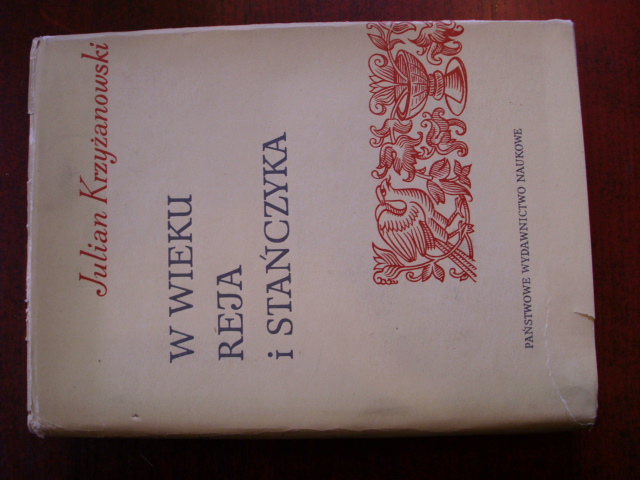 Julian Krzyżanowski
W WIEKU
REJA
i STAŃCZYKA
PAŃSTWOWE WYDAWNICTWO NAUKOWE